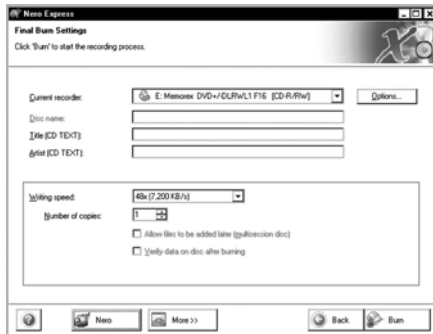 Nero Express
Final Burn Settings
Click 'Burn' to start the recording process.
Current recorder: E: Memorex DVD+/-DLRWL1 F16 [CD-R/RW] Options...
Disc name:
Title (CD TEXT):
Artist (CD TEXT):
Writing speed: 48x (7,200 KB/s)
Number of copies: 1
Allow files to be added later (multisession disc)
Verify data on disc after burning
Nero More >> Back Burn